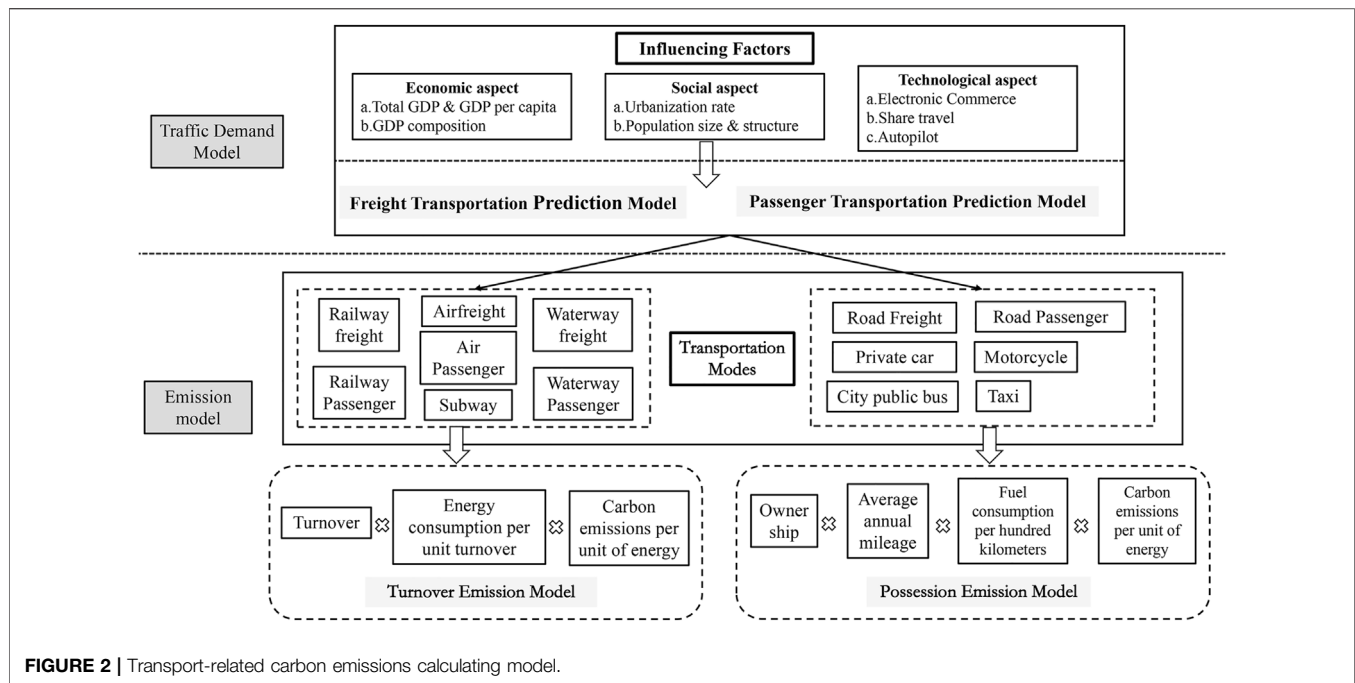 Influencing Factors
Economic aspect
a.Total GDP & GDP per capita
b.GDP composition
Social aspect
a.Urbanization rate
b.Population size & structure
Technological aspect
a.Electronic Commerce
b.Share travel
c.Autopilot
Traffic Demand
Model
Freight Transportation Prediction Model
Passenger Transportation Prediction Model
Emission
model
Railway
freight
Airfreight
Waterway
freight
Air
Passenger
Railway
Passenger
Subway
Waterway
Passenger
Transportation
Modes
Road Freight
Road Passenger
Private car
Motorcycle
City public bus
Taxi
Turnover
Energy
consumption per
unit turnover
Carbon
emissions per
unit of energy
Turnover Emission Model
Owner
ship
Average
annual
mileage
Fuel
consumption
per hundred
kilometers
Carbon
emissions
per unit of
energy
Possession Emission Model
FIGURE 2 | Transport-related carbon emissions calculating model.